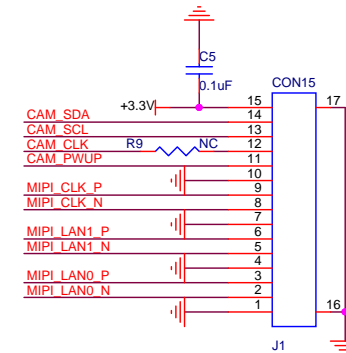 C5
0.1uF
CON15
+3.3V 15 17
CAM_SDA 14
CAM_SCL 13
CAM_CLK R9 NC 12
CAM_PWUP 11
10
MIPI_CLK_P 9
MIPI_CLK_N 8
7
MIPI_LAN1_P 6
MIPI_LAN1_N 5
4
MIPI_LAN0_P 3
MIPI_LAN0_N 2
1 16
J1